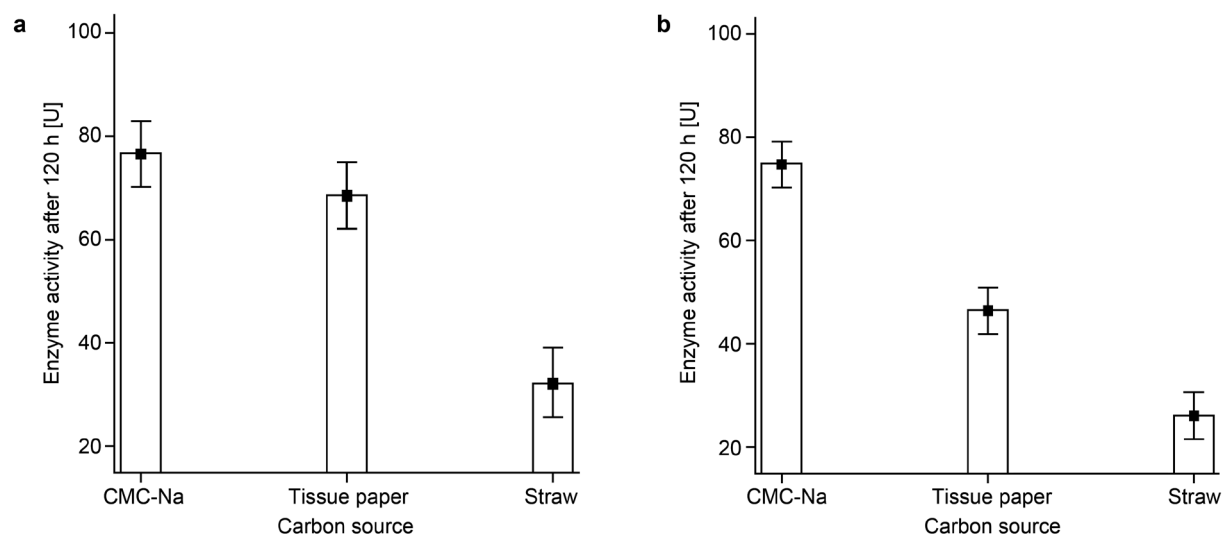 a
Enzyme activity after 120 h [U]
100
80
60
40
20
CMC-Na Tissue paper Straw
Carbon source
b
Enzyme activity after 120 h [U]
100
80
60
40
20
CMC-Na Tissue paper Straw
Carbon source